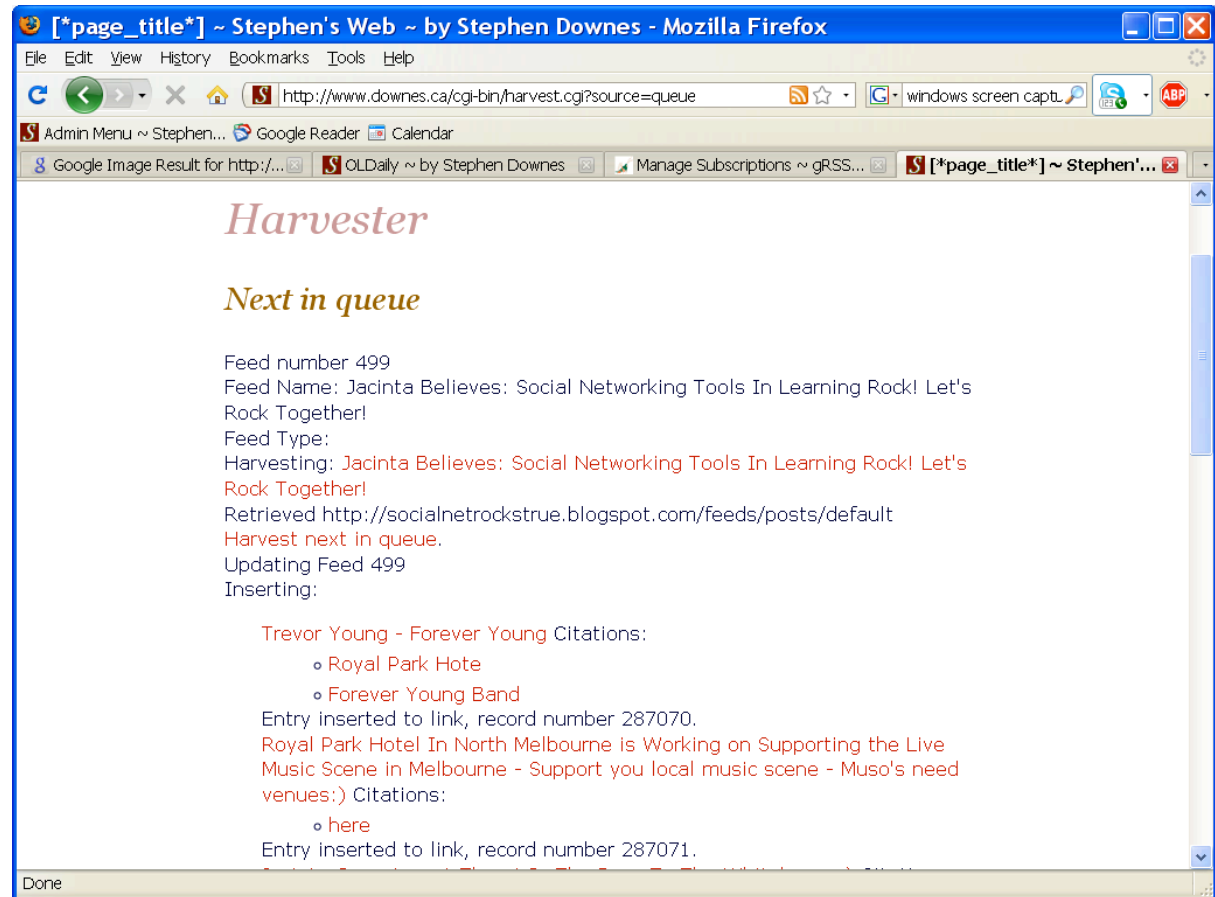 [*page_title*] ~ Stephen's Web ~ by Stephen Downes - Mozilla Firefox
File Edit View History Bookmarks Tools Help
http://www.downes.ca/cgi-bin/harvest.cgi?source=queue G windows screen captu ABP
Admin Menu ~ Stephen... Google Reader Calendar
Google Image Result for http:/... OLDaily ~ by Stephen Downes Manage Subscriptions ~ gRSS... [*page_title*] ~ Stephen'...
Harvester
Next in queue
Feed number 499
Feed Name: Jacinta Believes: Social Networking Tools In Learning Rock! Let's
Rock Together!
Feed Type:
Harvesting: Jacinta Believes: Social Networking Tools In Learning Rock! Let's
Rock Together!
Retrieved http://socialnetrockstrue.blogspot.com/feeds/posts/default
Harvest next in queue.
Updating Feed 499
Inserting:
Trevor Young - Forever Young Citations:
Royal Park Hote
Forever Young Band
Entry inserted to link, record number 287070.
Royal Park Hotel In North Melbourne is Working on Supporting the Live
Music Scene in Melbourne - Support you local music scene - Muso's need
venues:) Citations:
here
Entry inserted to link, record number 287071.
Done